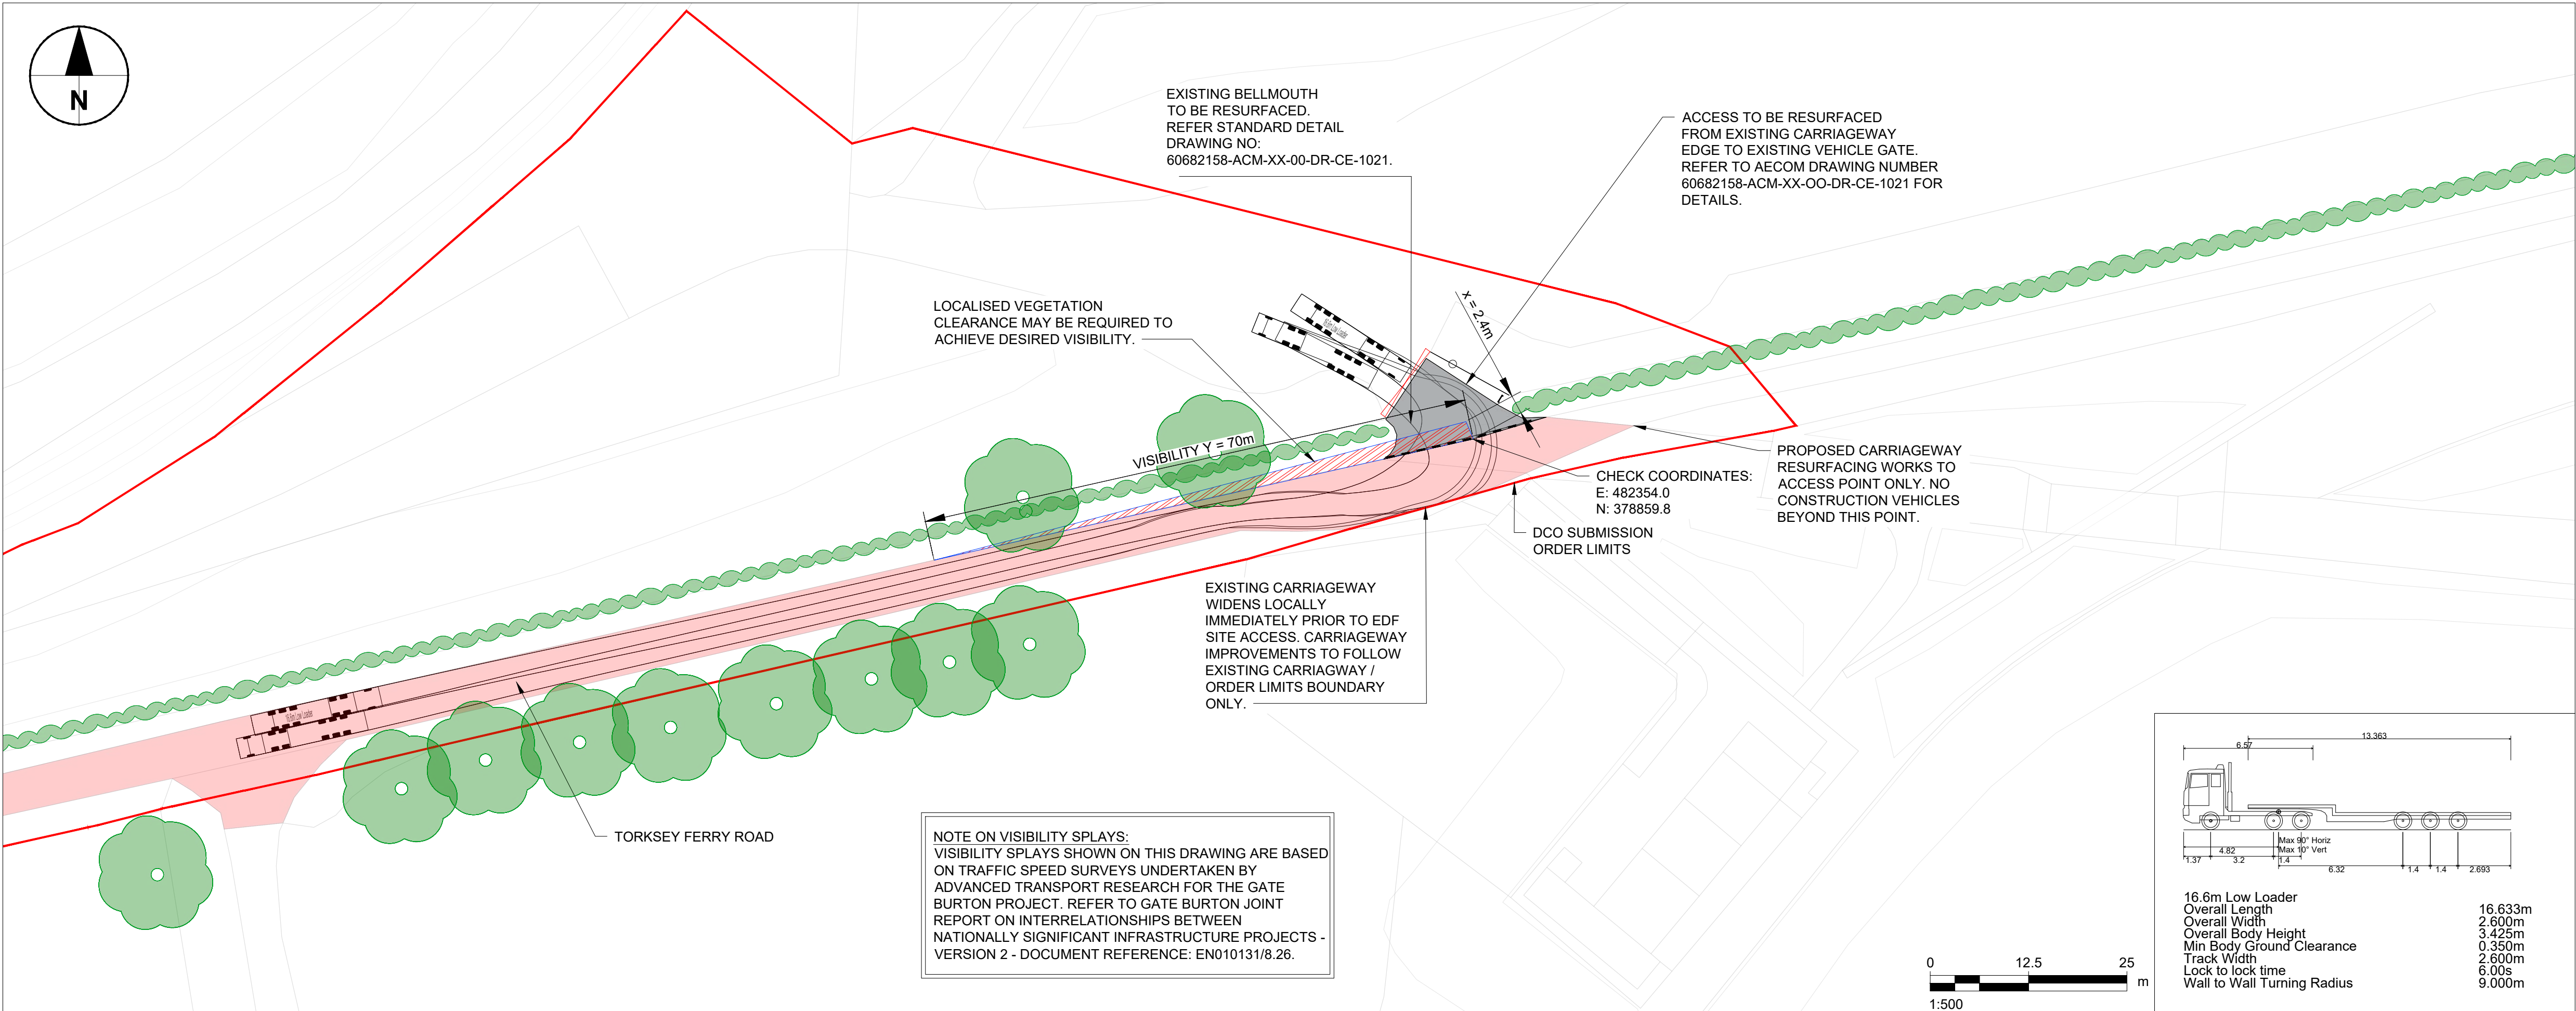 N
EXISTING BELLMOUTH
TO BE RESURFACED.
REFER STANDARD DETAIL
DRAWING NO:
60682158-ACM-XX-00-DR-CE-1021.
ACCESS TO BE RESURFACED
FROM EXISTING CARRIAGEWAY
EDGE TO EXISTING VEHICLE GATE.
REFER TO AECOM DRAWING NUMBER
60682158-ACM-XX-OO-DR-CE-1021 FOR
DETAILS.
LOCALISED VEGETATION
CLEARANCE MAY BE REQUIRED TO
ACHIEVE DESIRED VISIBILITY.
x = 2.4m
VISIBILITY Y = 70m
PROPOSED CARRIAGEWAY
RESURFACING WORKS TO
ACCESS POINT ONLY. NO
CONSTRUCTION VEHICLES
BEYOND THIS POINT.
CHECK COORDINATES:
E: 482354.0
N: 378859.8
DCO SUBMISSION
ORDER LIMITS
EXISTING CARRIAGEWAY
WIDENS LOCALLY
IMMEDIATELY PRIOR TO EDF
SITE ACCESS. CARRIAGEWAY
IMPROVEMENTS TO FOLLOW
EXISTING CARRIAGWAY /
ORDER LIMITS BOUNDARY
ONLY.
16.6m Low Loader
TORKSEY FERRY ROAD
NOTE ON VISIBILITY SPLAYS:
VISIBILITY SPLAYS SHOWN ON THIS DRAWING ARE BASED
ON TRAFFIC SPEED SURVEYS UNDERTAKEN BY
ADVANCED TRANSPORT RESEARCH FOR THE GATE
BURTON PROJECT. REFER TO GATE BURTON JOINT
REPORT ON INTERRELATIONSHIPS BETWEEN
NATIONALLY SIGNIFICANT INFRASTRUCTURE PROJECTS -
VERSION 2 - DOCUMENT REFERENCE: EN010131/8.26.
0 12.5 25
m
1:500
13.363
6.57
Max 90° Horiz
Max 10° Vert
4.82
1.37 3.2 1.4
6.32 1.4 1.4 2.693
16.6m Low Loader
Overall Length 16.633m
Overall Width 2.600m
Overall Body Height 3.425m
Min Body Ground Clearance 0.350m
Track Width 2.600m
Lock to lock time 6.00s
Wall to Wall Turning Radius 9.000m